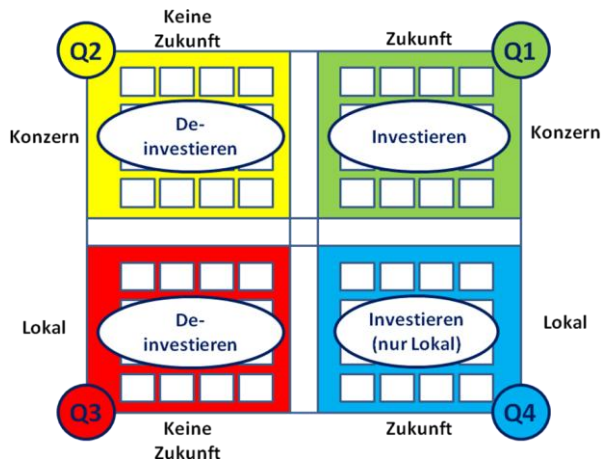 Keine
Zukunft
Zukunft
Q2
Q1
Konzern
De-
investieren
Investieren
Konzern
Lokal
De-
investieren
Investieren
(nur Lokal)
Lokal
Q3
Q4
Keine
Zukunft
Zukunft